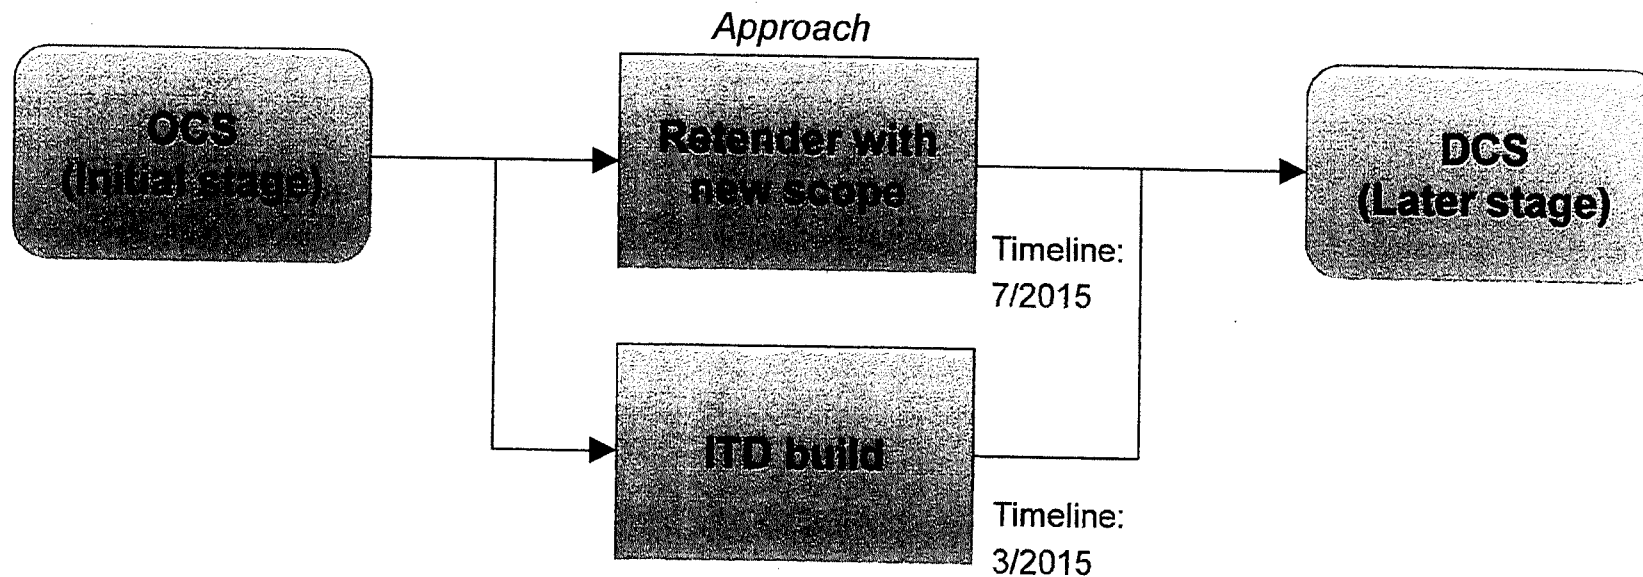 Approach
OCS
(Initial stage)
Retender with
new scope
DCS
(Later stage)
Timeline:
7/2015
ITD build
Timeline:
3/2015